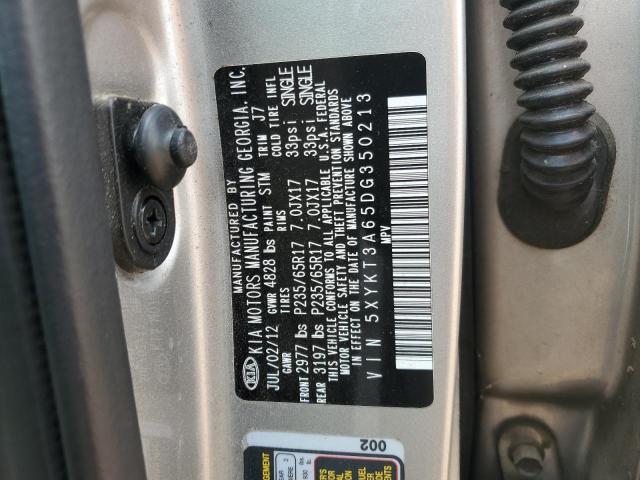 KIA
MANUFACTURED BY
KIA MOTORS MANUFACTURING GEORGIA, INC.
JUL/02/12 GVWR 4828 lbs PAINT STM TRIM J7
GAWR TIRES RIMS COLD TIRE INFL
FRONT 2977 lbs P235/65R17 7.0JX17 33psi SINGLE
REAR 3197 lbs P235/65R17 7.0JX17 33psi SINGLE
THIS VEHICLE CONFORMS TO ALL APPLICABLE U.S.A. FEDERAL
MOTOR VEHICLE SAFETY AND THEFT PREVENTION STANDARDS
IN EFFECT ON THE DATE OF MANUFACTURE SHOWN ABOVE
VIN 5XYKT3A65DG350213
MPV
002